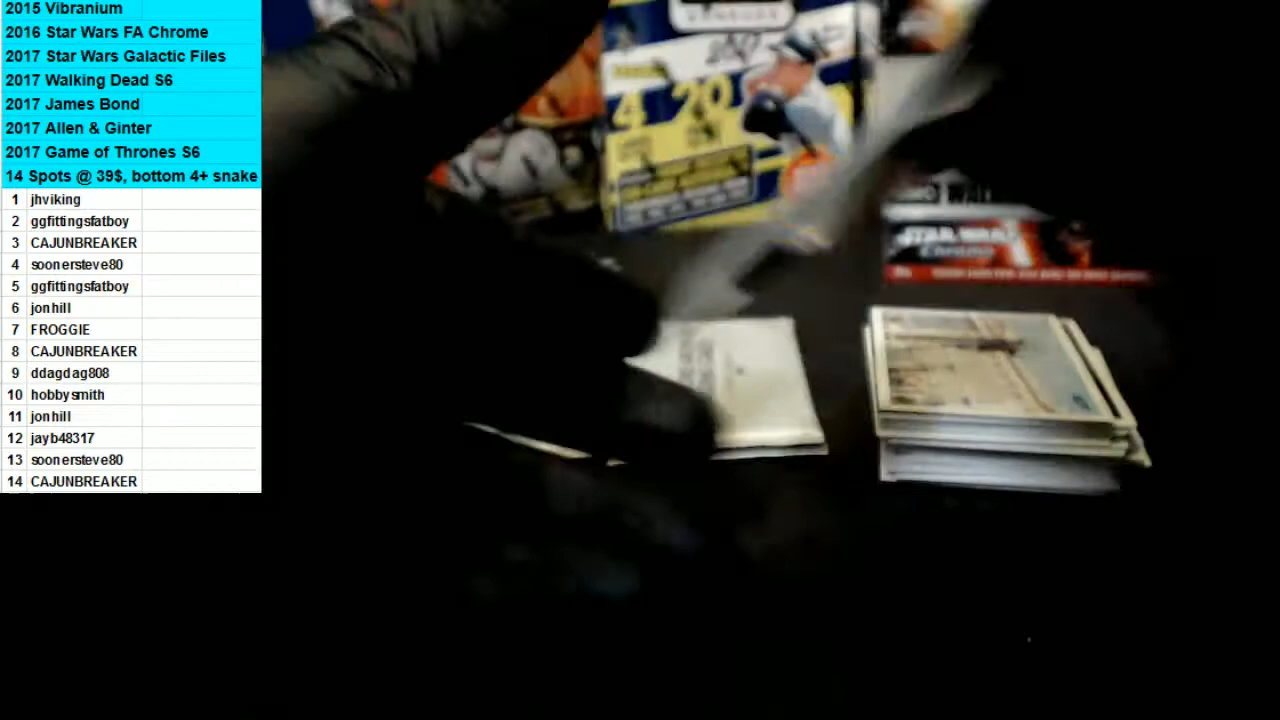 2015 Vibranium
2016 Star Wars FA Chrome
2017 Star Wars Galactic Files
2017 Walking Dead S6
2017 James Bond
2017 Allen & Ginter
2017 Game of Thrones S6
14 Spots @ 39$, bottom 4+ snake
1 jhviking
2 ggfittingsfatboy
3 CAJUNBREAKER
4 soonersteve80
5 ggfittingsfatboy
6 jonhill
7 FROGGIE
8 CAJUNBREAKER
9 ddagdag808
10 hobbysmith
11 jonhill
12 jayb48317
13 soonersteve80
14 CAJUNBREAKER
4 20
STAR WARS
Chrome